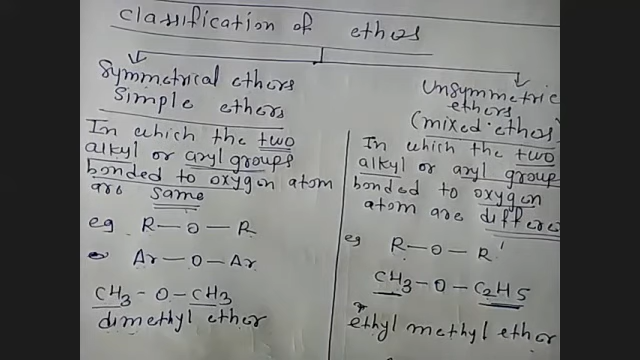 Classification of ethers
Symmetrical ethers
Simple ethers
In which the two
alkyl or aryl groups
bonded to oxygen atom
are same
eg R-O-R
Ar-O-Ar
CH3-O-CH3
dimethyl ether
Unsymmetric
ethers
(mixed ethers)
In which the two
alkyl or aryl group
bonded to oxygen
atom are differe
eg R-O-R'
CH3-O-C2H5
ethyl methyl ether